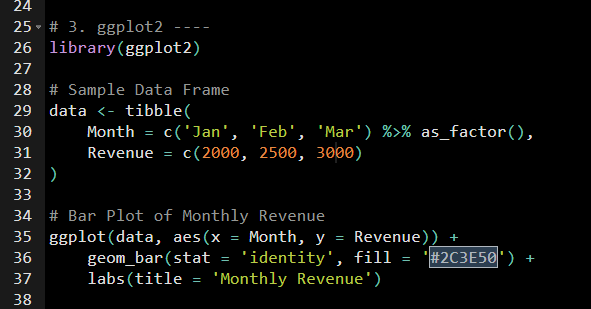 24
25 # 3. ggplot2 ----
26 library(ggplot2)
27
28 # Sample Data Frame
29 data <- tibble(
30     Month = c('Jan', 'Feb', 'Mar') %>% as_factor(),
31     Revenue = c(2000, 2500, 3000)
32 )
33
34 # Bar Plot of Monthly Revenue
35 ggplot(data, aes(x = Month, y = Revenue)) +
36     geom_bar(stat = 'identity', fill = '#2C3E50') +
37     labs(title = 'Monthly Revenue')
38